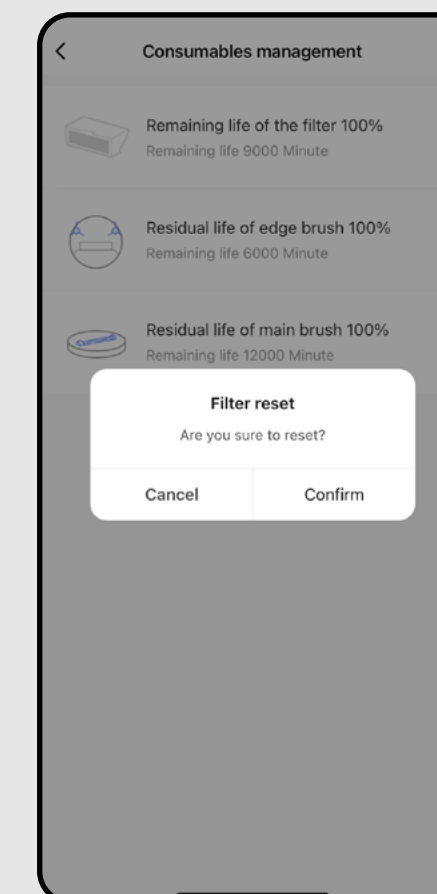 Consumables management
Remaining life of the filter 100%
Remaining life 9000 Minute
Residual life of edge brush 100%
Remaining life 6000 Minute
Residual life of main brush 100%
Remaining life 12000 Minute
Filter reset
Are you sure to reset?
Cancel
Confirm